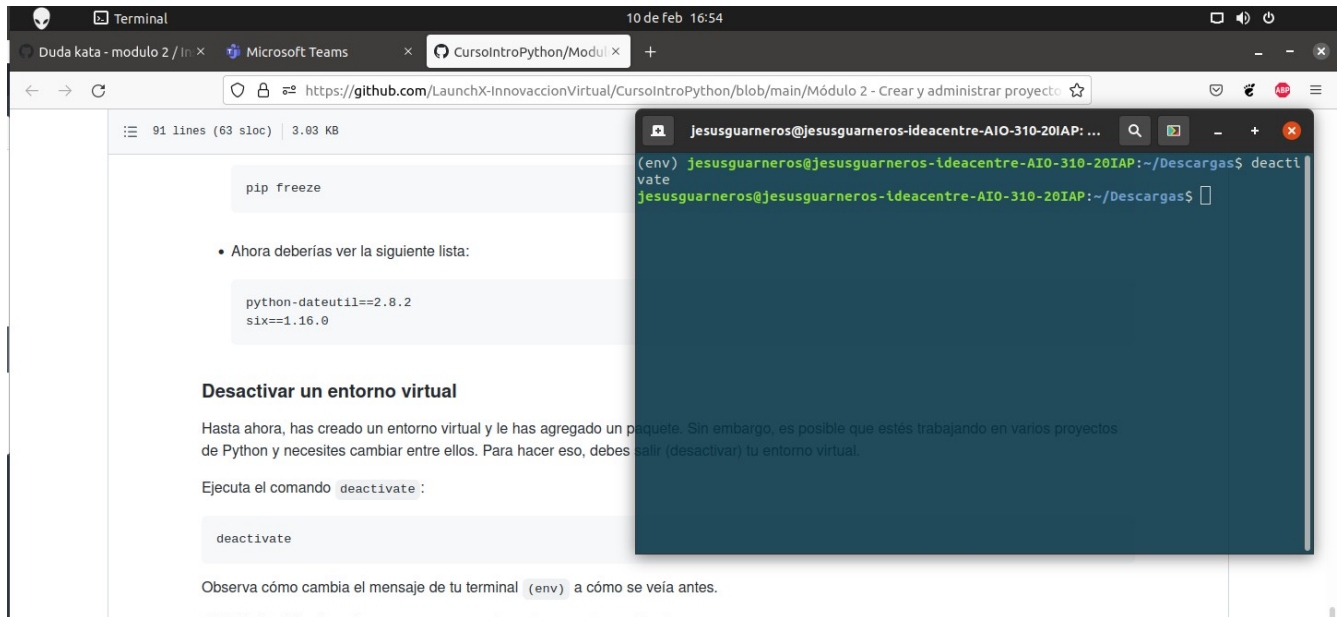 Terminal
10 de feb 16:54
Duda kata - modulo 2 / In
Microsoft Teams
CursoIntroPython/Modul
https://github.com/LaunchX-InnovaccionVirtual/CursoIntroPython/blob/main/Módulo 2 - Crear y administrar proyecto
ABP
91 lines (63 sloc) 3.03 KB
pip freeze
• Ahora deberías ver la siguiente lista:
python-dateutil==2.8.2
six==1.16.0
Desactivar un entorno virtual
Hasta ahora, has creado un entorno virtual y le has agregado un paquete. Sin embargo, es posible que estés trabajando en varios proyectos
de Python y necesites cambiar entre ellos. Para hacer eso, debes salir (desactivar) tu entorno virtual.
Ejecuta el comando deactivate :
deactivate
Observa cómo cambia el mensaje de tu terminal (env) a cómo se veía antes.
jesusguarneros@jesusguarneros-ideacentre-AIO-310-20IAP: ...
(env) jesusguarneros@jesusguarneros-ideacentre-AIO-310-20IAP:~/Descargas$ deacti
vate
jesusguarneros@jesusguarneros-ideacentre-AIO-310-20IAP:~/Descargas$